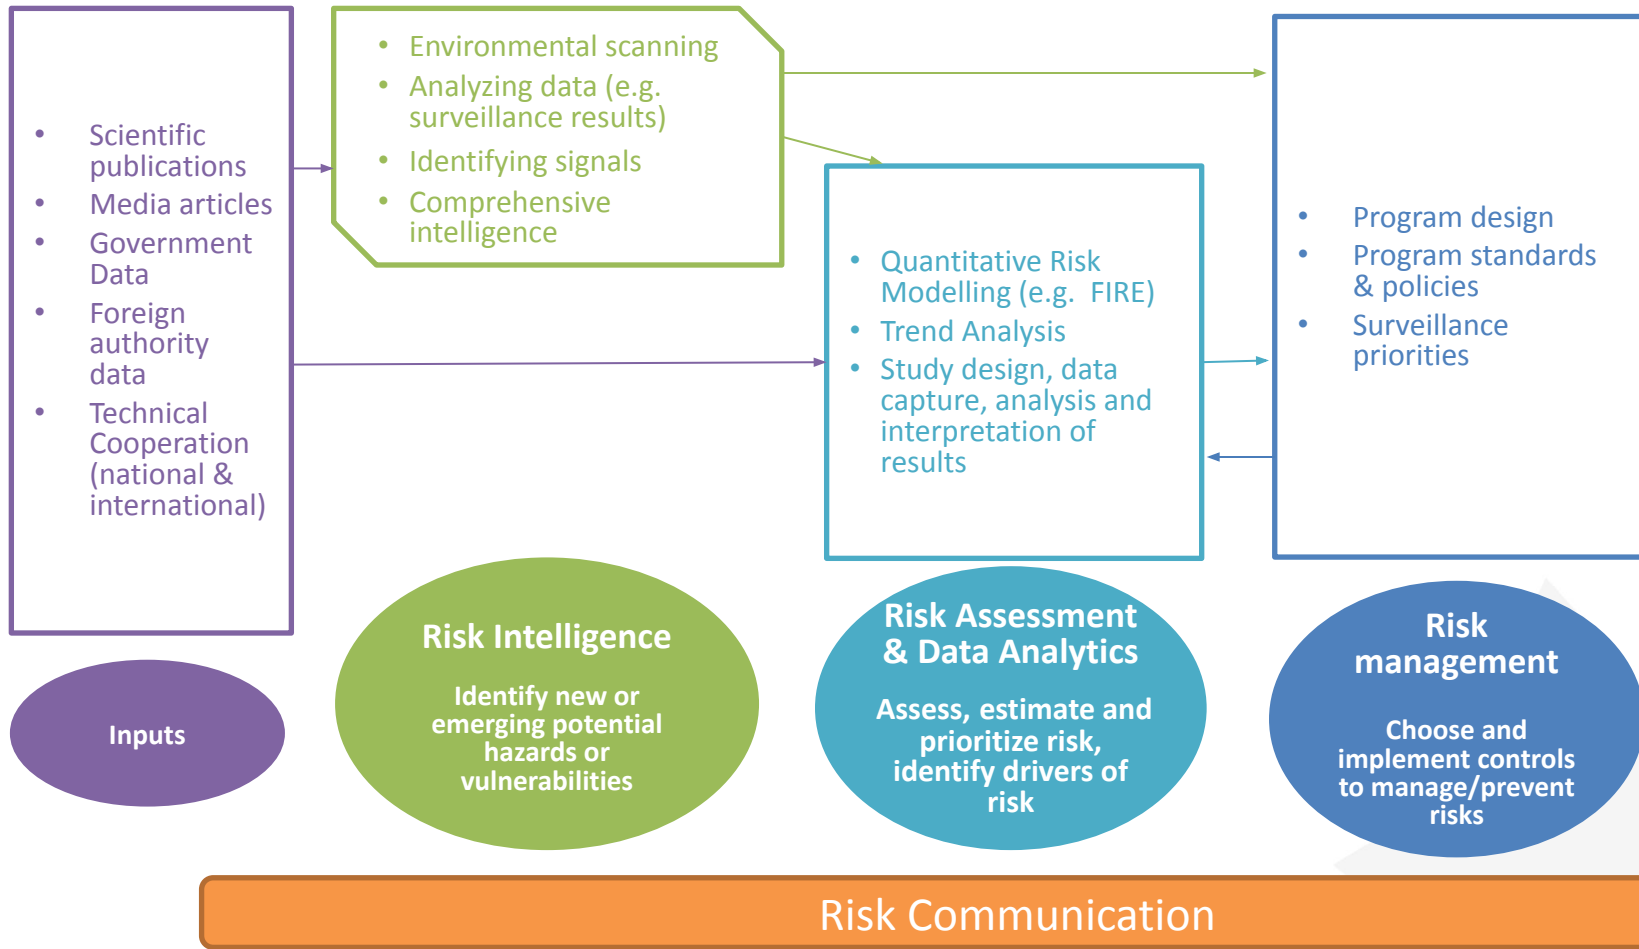 • Scientific
publications
• Media articles
• Government
Data
• Foreign
authority
data
• Technical
Cooperation
(national &
international)
• Environmental scanning
• Analyzing data (e.g.
surveillance results)
• Identifying signals
• Comprehensive
intelligence
• Quantitative Risk
Modelling (e.g. FIRE)
• Trend Analysis
• Study design, data
capture, analysis and
interpretation of
results
• Program design
• Program standards
& policies
• Surveillance
priorities
Inputs
Risk Intelligence
Identify new or
emerging potential
hazards or
vulnerabilities
Risk Assessment
& Data Analytics
Assess, estimate and
prioritize risk,
identify drivers of
risk
Risk
management
Choose and
implement controls
to manage/prevent
risks
Risk Communication